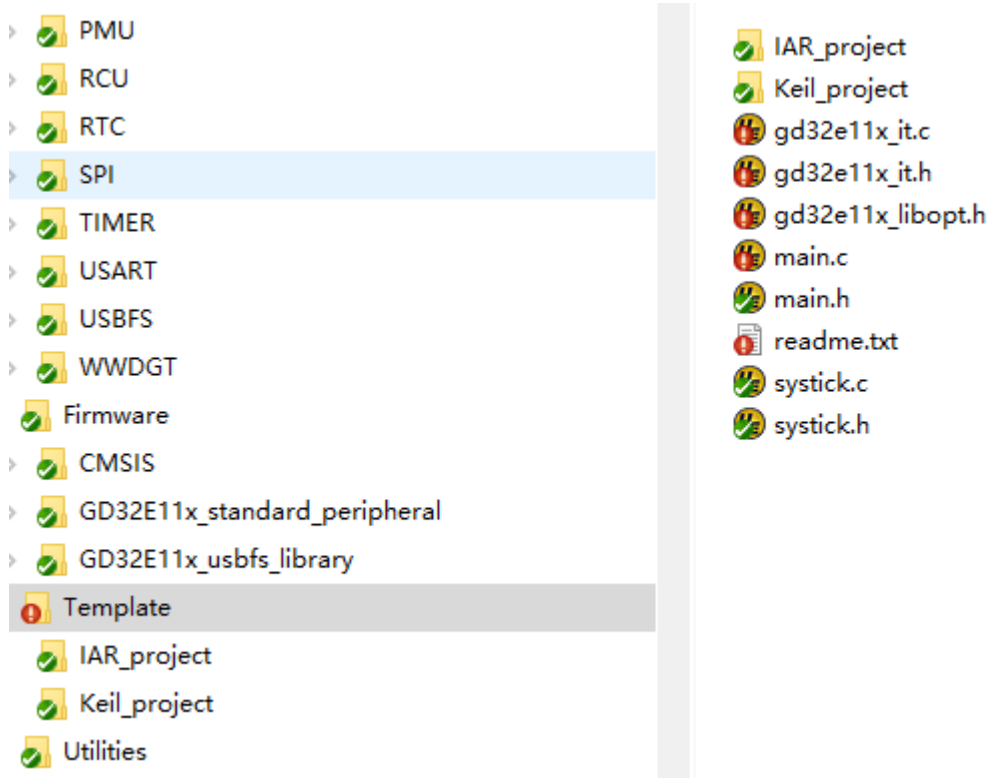 PMU
RCU
RTC
SPI
TIMER
USART
USBFS
WWDGT
Firmware
CMSIS
GD32E11x_standard_peripheral
GD32E11x_usbfs_library
Template
IAR_project
Keil_project
Utilities
IAR_project
Keil_project
gd32e11x_it.c
gd32e11x_it.h
gd32e11x_libopt.h
main.c
main.h
readme.txt
systick.c
systick.h